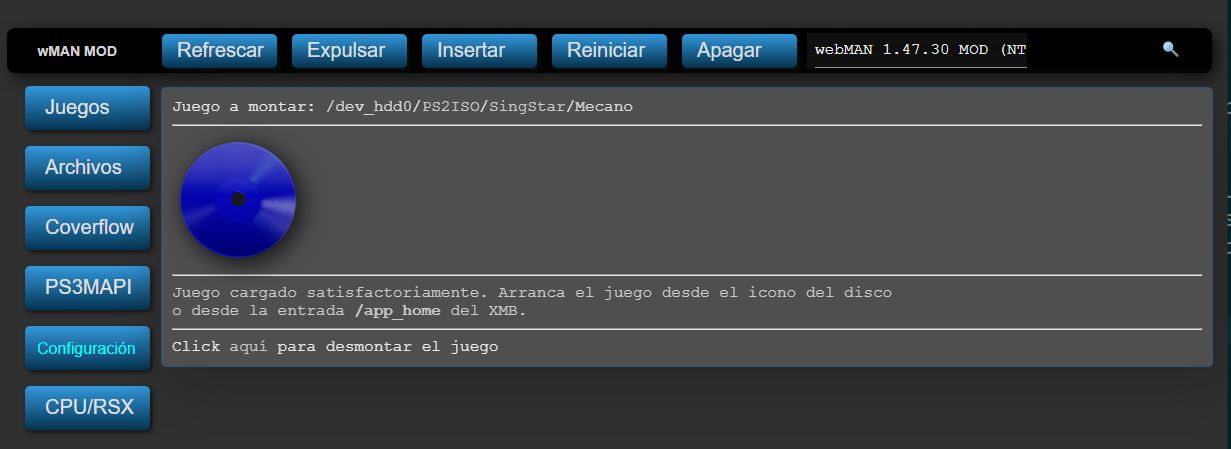 wMAN MOD Refrescar Expulsar Insertar Reiniciar Apagar webMAN 1.47.30 MOD (NT
Juegos
Archivos
Coverflow
PS3MAPI
Configuración
CPU/RSX
Juego a montar: /dev_hdd0/PS2ISO/SingStar/Mecano
Juego cargado satisfactoriamente. Arranca el juego desde el icono del disco
o desde la entrada /app_home del XMB.
Click aquí para desmontar el juego